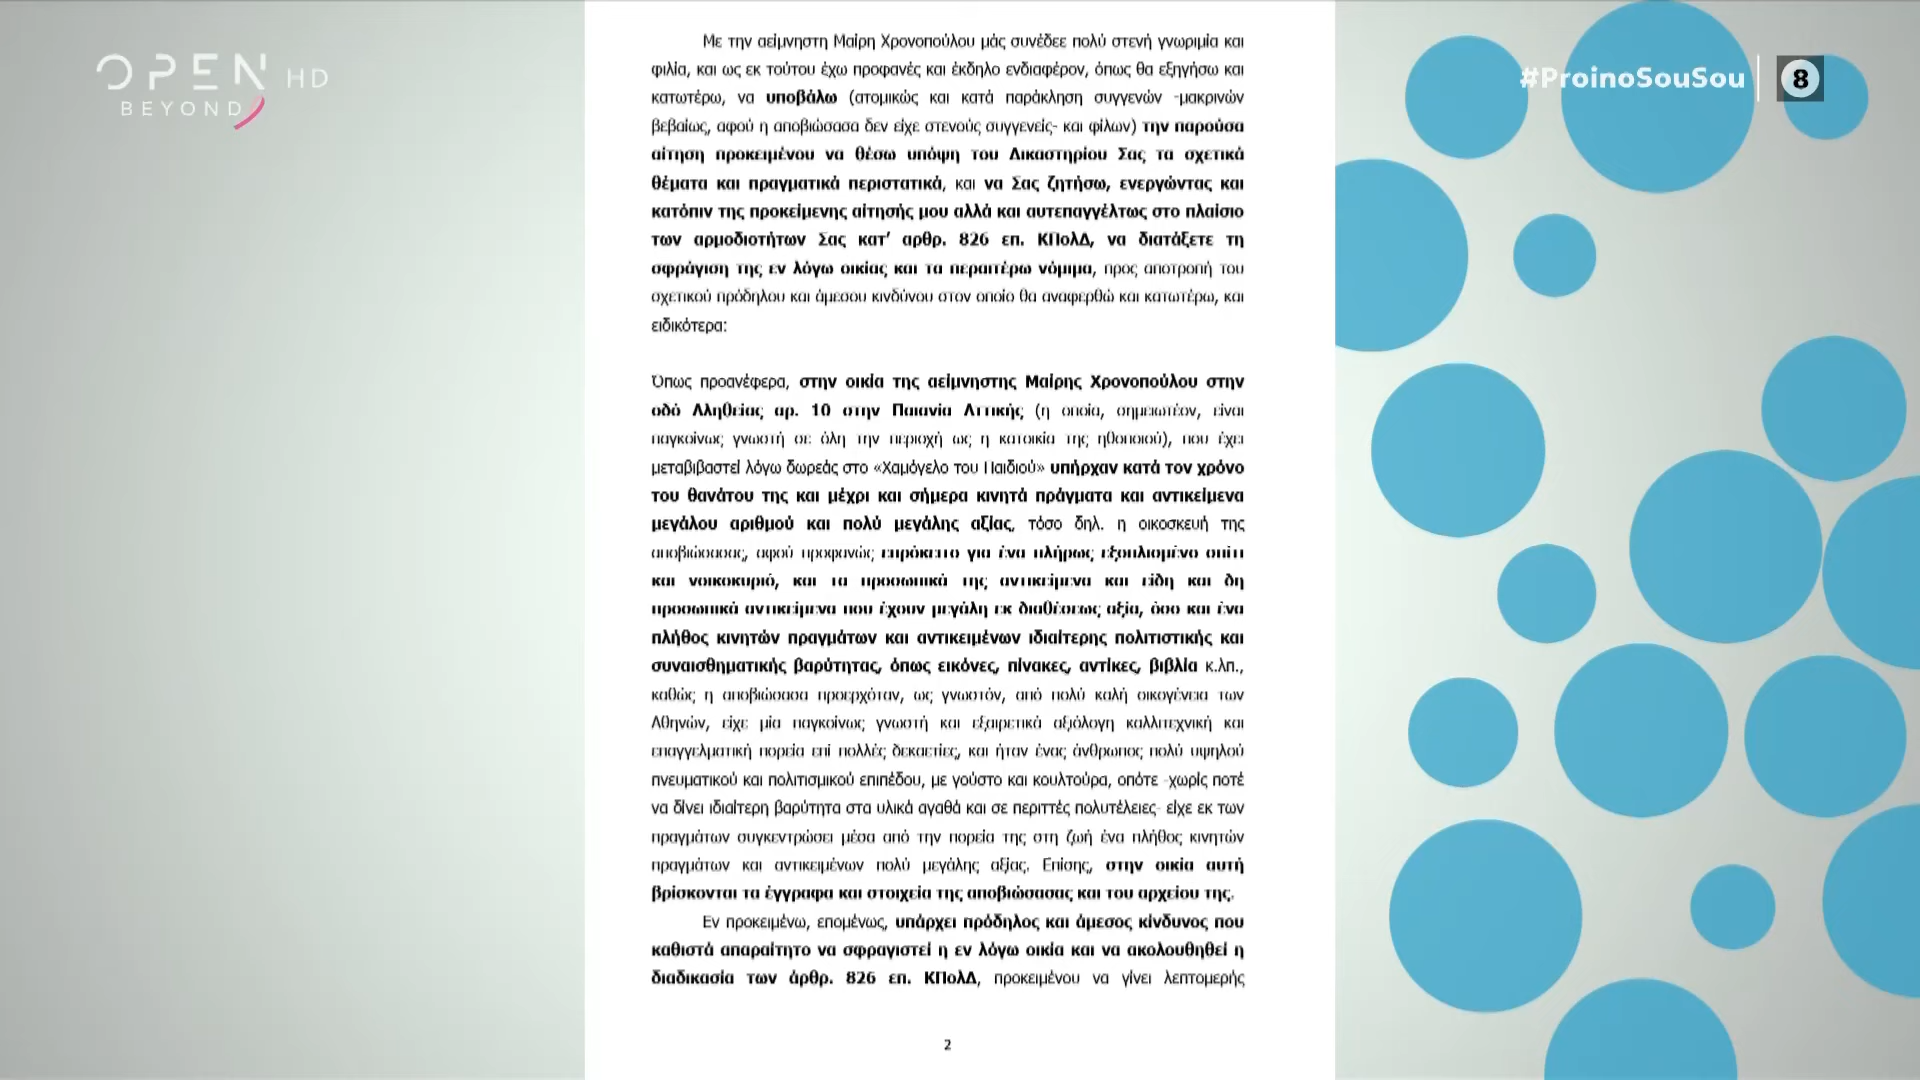 OPEN HD
BEYOND
#ProinoSouSou
8
Με την αείμνηστη Μαίρη Χρονοπούλου μάς συνέδεε πολύ στενή γνωριμία και
φιλία, και ως εκ τούτου έχω προφανές και έκδηλο ενδιαφέρον, όπως θα εξηγήσω και
κατωτέρω, να υποβάλω (ατομικώς και κατά παράκληση συγγενών -μακρινών
βεβαίως, αφού η αποβιώσασα δεν είχε στενούς συγγενείς- και φίλων) την παρούσα
αίτηση προκειμένου να θέσω υπόψη του Δικαστηρίου Σας τα σχετικά
θέματα και πραγματικά περιστατικά, και να Σας ζητήσω, ενεργώντας και
κατόπιν της προκείμενης αίτησής μου αλλά και αυτεπαγγέλτως στο πλαίσιο
των αρμοδιοτήτων Σας κατ’ αρθρ. 826 επ. ΚΠολΔ, να διατάξετε τη
σφράγιση της εν λόγω οικίας και τα περαιτέρω νόμιμα, προς αποτροπή του
σχετικού πρόδηλου και άμεσου κινδύνου στον οποίο θα αναφερθώ και κατωτέρω, και
ειδικότερα:
Όπως προανέφερα, στην οικία της αείμνηστης Μαίρης Χρονοπούλου στην
οδό Αληθείας αρ. 10 στην Παιανία Αττικής (η οποία, σημειωτέον, είναι
παγκοίνως γνωστή σε όλη την περιοχή ως η κατοικία της ηθοποιού), που έχει
μεταβιβαστεί λόγω δωρεάς στο «Χαμόγελο του Παιδιού» υπήρχαν κατά τον χρόνο
του θανάτου της και μέχρι και σήμερα κινητά πράγματα και αντικείμενα
μεγάλου αριθμού και πολύ μεγάλης αξίας, τόσο δηλ. η οικοσκευή της
αποβιώσασας, αφού προφανώς επρόκειτο για ένα πλήρως εξοπλισμένο σπίτι
και νοικοκυριό, και τα προσωπικά της αντικείμενα και είδη και δη
προσωπικά αντικείμενα που έχουν μεγάλη εκ διαθέσεως αξία, όσο και ένα
πλήθος κινητών πραγμάτων και αντικειμένων ιδιαίτερης πολιτιστικής και
συναισθηματικής βαρύτητας, όπως εικόνες, πίνακες, αντίκες, βιβλία κ.λπ.,
καθώς η αποβιώσασα προερχόταν, ως γνωστόν, από πολύ καλή οικογένεια των
Αθηνών, είχε μία παγκοίνως γνωστή και εξαιρετικά αξιόλογη καλλιτεχνική και
επαγγελματική πορεία επί πολλές δεκαετίες, και ήταν ένας άνθρωπος πολύ υψηλού
πνευματικού και πολιτισμικού επιπέδου, με γούστο και κουλτούρα, οπότε -χωρίς ποτέ
να δίνει ιδιαίτερη βαρύτητα στα υλικά αγαθά και σε περιττές πολυτέλειες- είχε εκ των
πραγμάτων συγκεντρώσει μέσα από την πορεία της στη ζωή ένα πλήθος κινητών
πραγμάτων και αντικειμένων πολύ μεγάλης αξίας. Επίσης, στην οικία αυτή
βρίσκονται τα έγγραφα και στοιχεία της αποβιώσασας και του αρχείου της.
Εν προκειμένω, επομένως, υπάρχει πρόδηλος και άμεσος κίνδυνος που
καθιστά απαραίτητο να σφραγιστεί η εν λόγω οικία και να ακολουθηθεί η
διαδικασία των άρθρ. 826 επ. ΚΠολΔ, προκειμένου να γίνει λεπτομερής
2